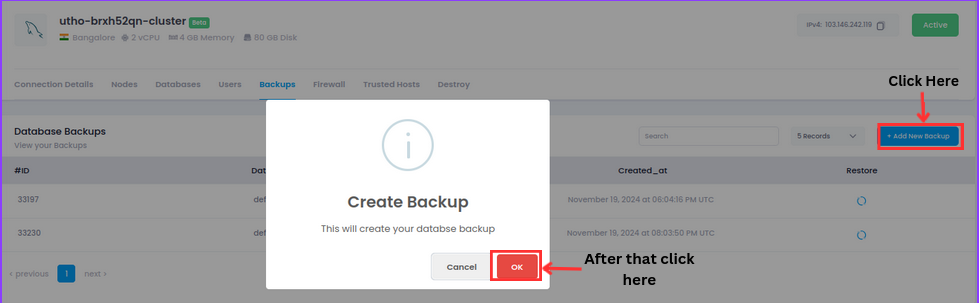 utho-brxh52qn-cluster Beta
Bangalore 2 vCPU 4 GB Memory 80 GB Disk
IPv4: 103.146.242.119
Active
Connection Details Nodes Databases Users Backups Firewall Trusted Hosts Destroy
Click Here
Database Backups
View your Backups
Search
5 Records
+ Add New Backup
#ID Dat Created_at Restore
33197 def November 19, 2024 at 06:04:16 PM UTC
33230 def November 19, 2024 at 08:03:50 PM UTC
‹ previous 1 next ›
i
Create Backup
This will create your databse backup
Cancel OK
After that click
here